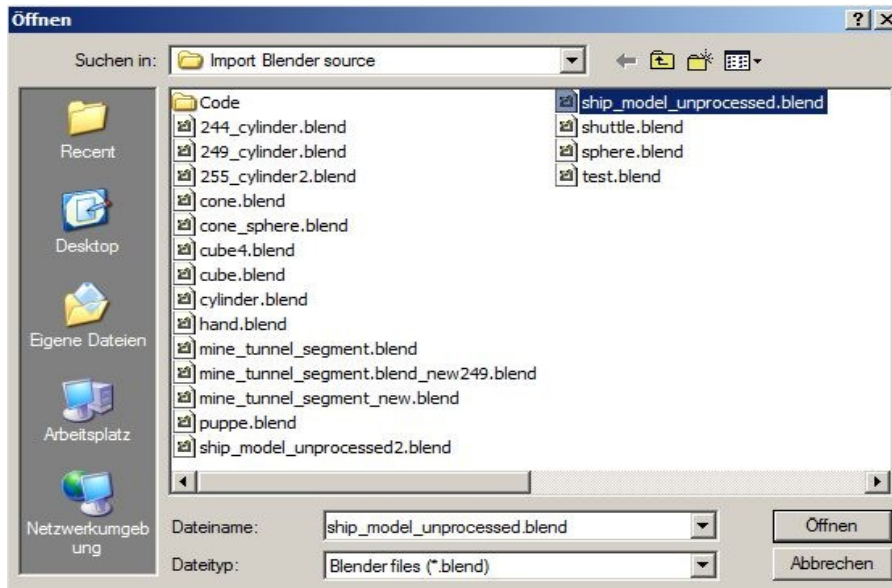 Öffnen
Suchen in:
Import Blender source
Recent
Desktop
Eigene Dateien
Arbeitsplatz
Netzwerkumgeb
ung
Code
244_cylinder.blend
249_cylinder.blend
255_cylinder2.blend
cone.blend
cone_sphere.blend
cube4.blend
cube.blend
cylinder.blend
hand.blend
mine_tunnel_segment.blend
mine_tunnel_segment.blend_new249.blend
mine_tunnel_segment_new.blend
puppe.blend
ship_model_unprocessed2.blend
ship_model_unprocessed.blend
shuttle.blend
sphere.blend
test.blend
Dateiname:
ship_model_unprocessed.blend
Öffnen
Dateityp:
Blender files (*.blend)
Abbrechen